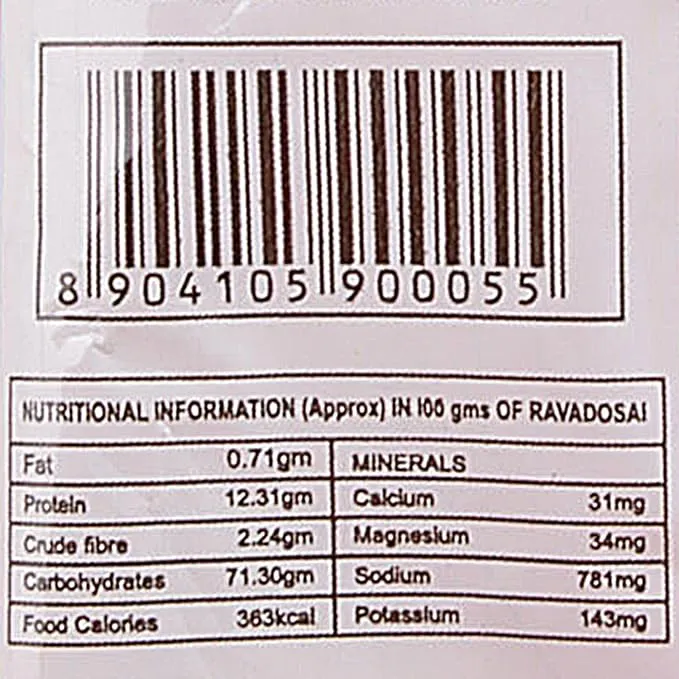 8 904105 900055
NUTRITIONAL INFORMATION (Approx) IN 100 gms OF RAVADOSAI
Fat 0.71gm MINERALS
Protein 12.31gm Calcium 31mg
Crude fibre 2.24gm Magnesium 34mg
Carbohydrates 71.30gm Sodium 781mg
Food Calories 363kcal Potassium 143mg